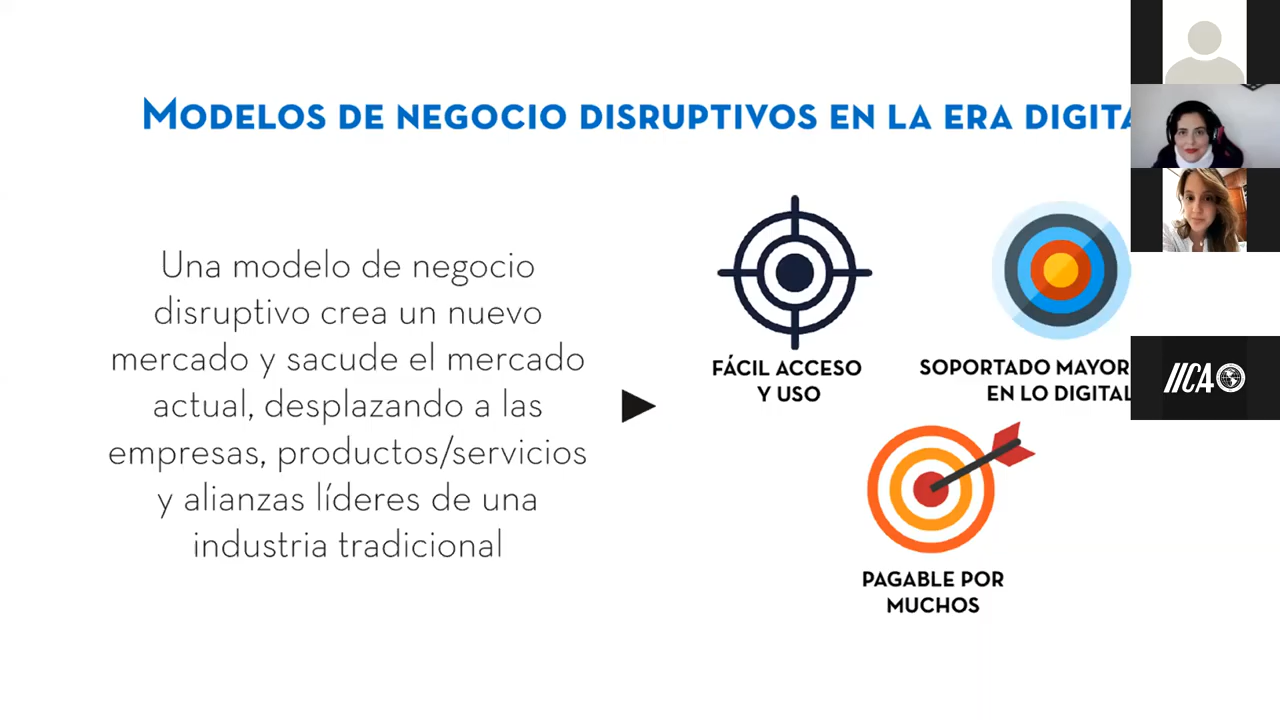 MODELOS DE NEGOCIO DISRUPTIVOS EN LA ERA
Una modelo de negocio
disruptivo crea un nuevo
mercado y sacude el mercado
actual, desplazando a las
empresas, productos/servicios
y alianzas líderes de una
industria tradicional
FÁCIL ACCESO
Y USO
SOPORTADO
EN LO DIGITAL
PAGABLE POR
MUCHOS
IICA